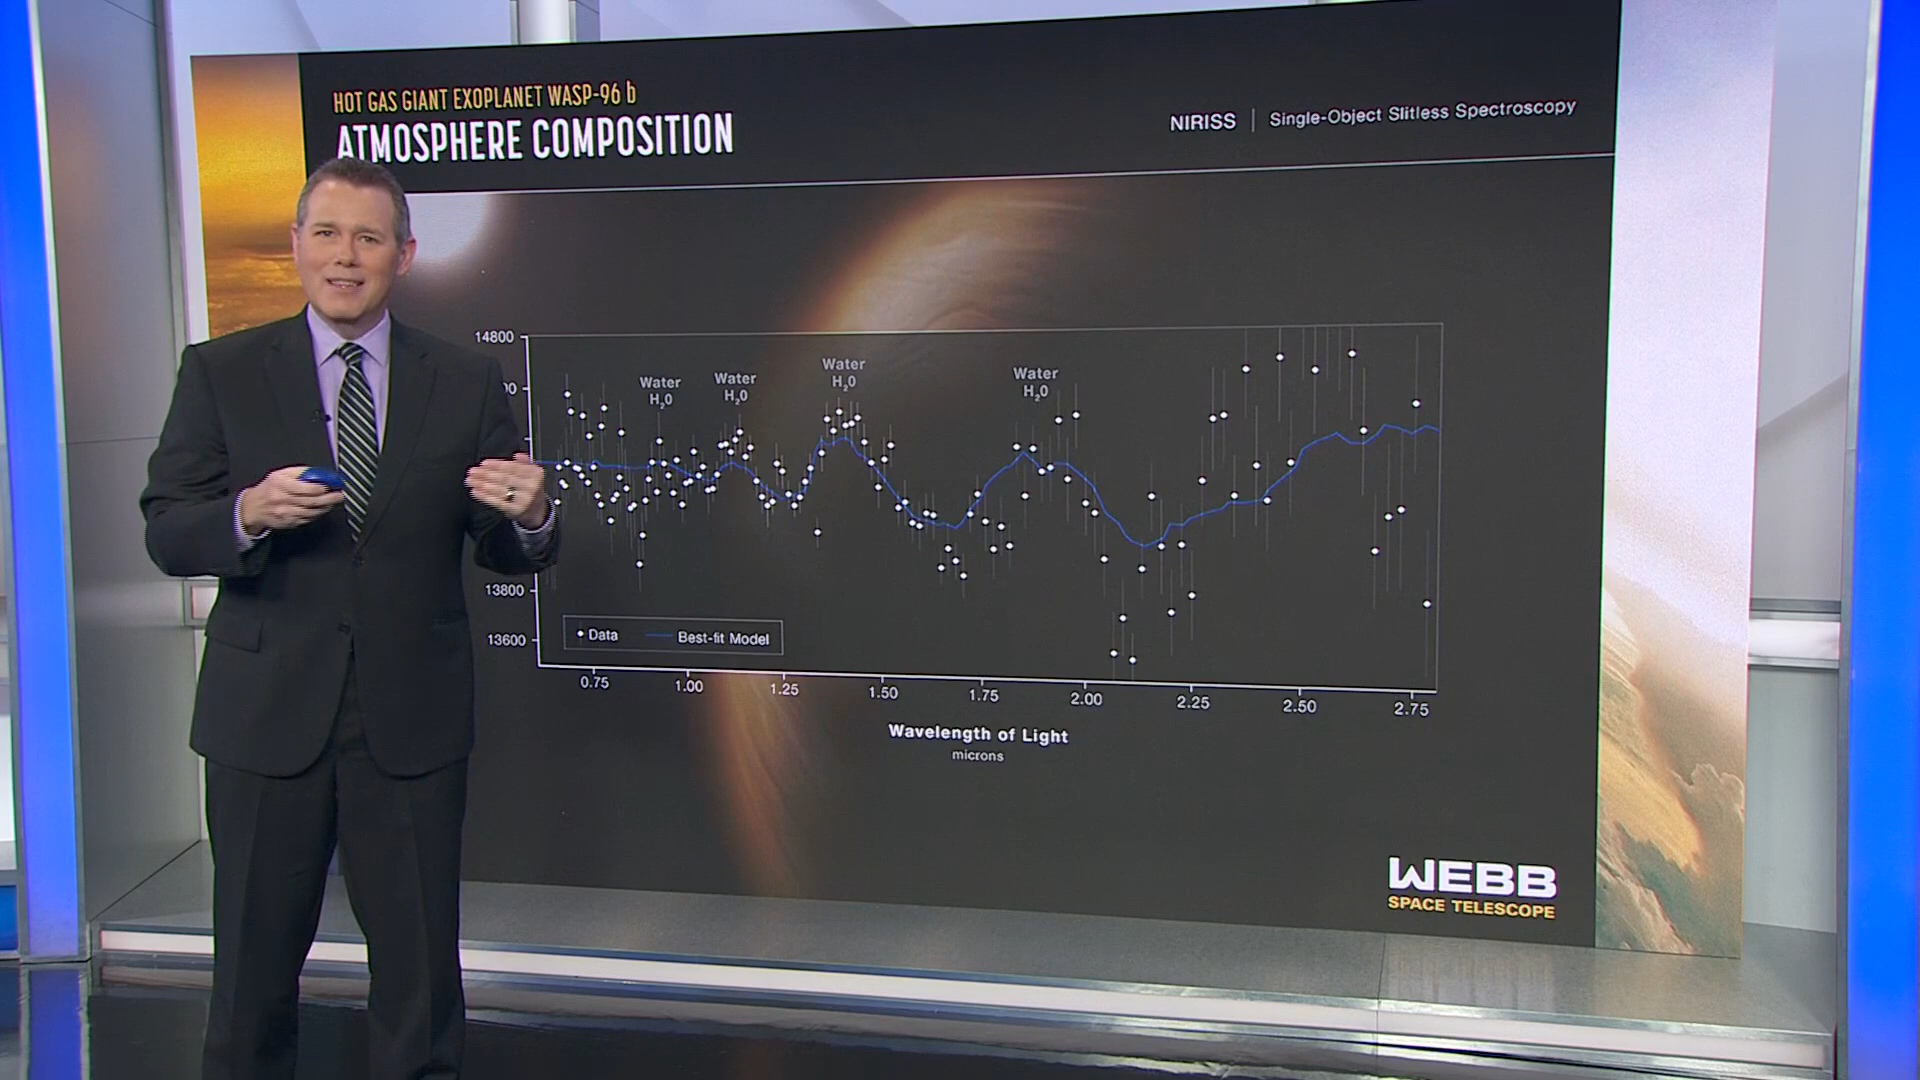 HOT GAS GIANT EXOPLANET WASP-96 b
ATMOSPHERE COMPOSITION
NIRISS | Single-Object Slitless Spectroscopy
14800
13800
13600
Water
H₂O
Water
H₂O
Water
H₂O
Water
H₂O
Data
Best-fit Model
0.75 1.00 1.25 1.50 1.75 2.00 2.25 2.50 2.75
Wavelength of Light
microns
WEBB
SPACE TELESCOPE